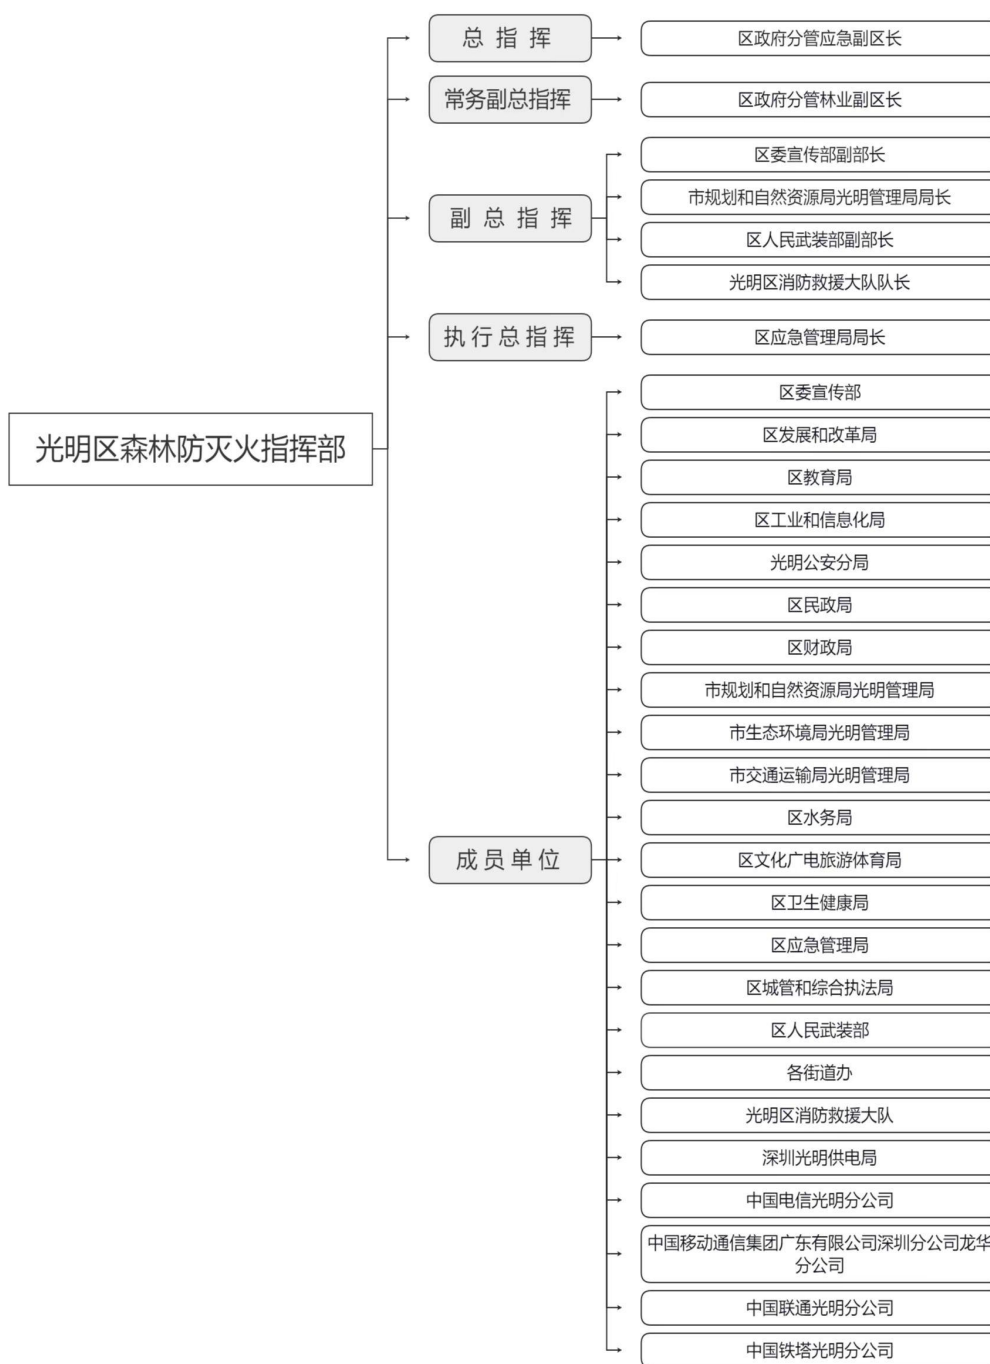 光明区森林防灭火指挥部
总指挥
区政府分管应急副区长
常务副总指挥
区政府分管林业副区长
副总指挥
区委宣传部副部长
市规划和自然资源局光明管理局局长
区人民武装部副部长
光明区消防救援大队队长
执行总指挥
区应急管理局局长
成员单位
区委宣传部
区发展和改革局
区教育局
区工业和信息化局
光明公安分局
区民政局
区财政局
市规划和自然资源局光明管理局
市生态环境局光明管理局
市交通运输局光明管理局
区水务局
区文化广电旅游体育局
区卫生健康局
区应急管理局
区城管和综合执法局
区人民武装部
各街道办
光明区消防救援大队
深圳光明供电局
中国电信光明分公司
中国移动通信集团广东有限公司深圳分公司龙华
分公司
中国联通光明分公司
中国铁塔光明分公司